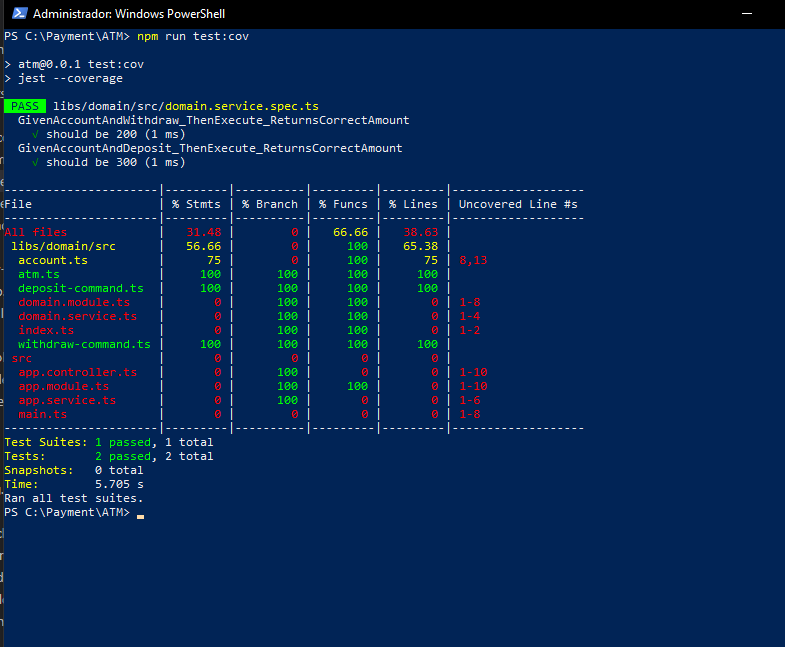 Administrador: Windows PowerShell
PS C:\Payment\ATM> npm run test:cov
> atm@0.0.1 test:cov
> jest --coverage
PASS libs/domain/src/domain.service.spec.ts
GivenAccountAndWithdraw_ThenExecute_ReturnsCorrectAmount
√ should be 200 (1 ms)
GivenAccountAndDeposit_ThenExecute_ReturnsCorrectAmount
√ should be 300 (1 ms)
----------------------|---------|----------|---------|---------|-------------------
File | % Stmts | % Branch | % Funcs | % Lines | Uncovered Line #s
----------------------|---------|----------|---------|---------|-------------------
All files | 31.48 | 0 | 66.66 | 38.63 |
libs/domain/src | 56.66 | 0 | 100 | 65.38 |
account.ts | 75 | 0 | 100 | 75 | 8,13
atm.ts | 100 | 100 | 100 | 100 |
deposit-command.ts | 100 | 100 | 100 | 100 |
domain.module.ts | 0 | 100 | 100 | 0 | 1-8
domain.service.ts | 0 | 100 | 100 | 0 | 1-4
index.ts | 0 | 100 | 100 | 0 | 1-2
withdraw-command.ts | 100 | 100 | 100 | 100 |
src | 0 | 0 | 0 | 0 |
app.controller.ts | 0 | 100 | 0 | 0 | 1-10
app.module.ts | 0 | 100 | 100 | 0 | 1-10
app.service.ts | 0 | 100 | 0 | 0 | 1-6
main.ts | 0 | 0 | 0 | 0 | 1-8
----------------------|---------|----------|---------|---------|-------------------
Test Suites: 1 passed, 1 total
Tests: 2 passed, 2 total
Snapshots: 0 total
Time: 5.705 s
Ran all test suites.
PS C:\Payment\ATM>